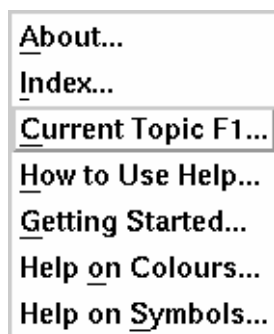 About...
Index...
Current Topic F1...
How to Use Help...
Getting Started...
Help on Colours...
Help on Symbols...